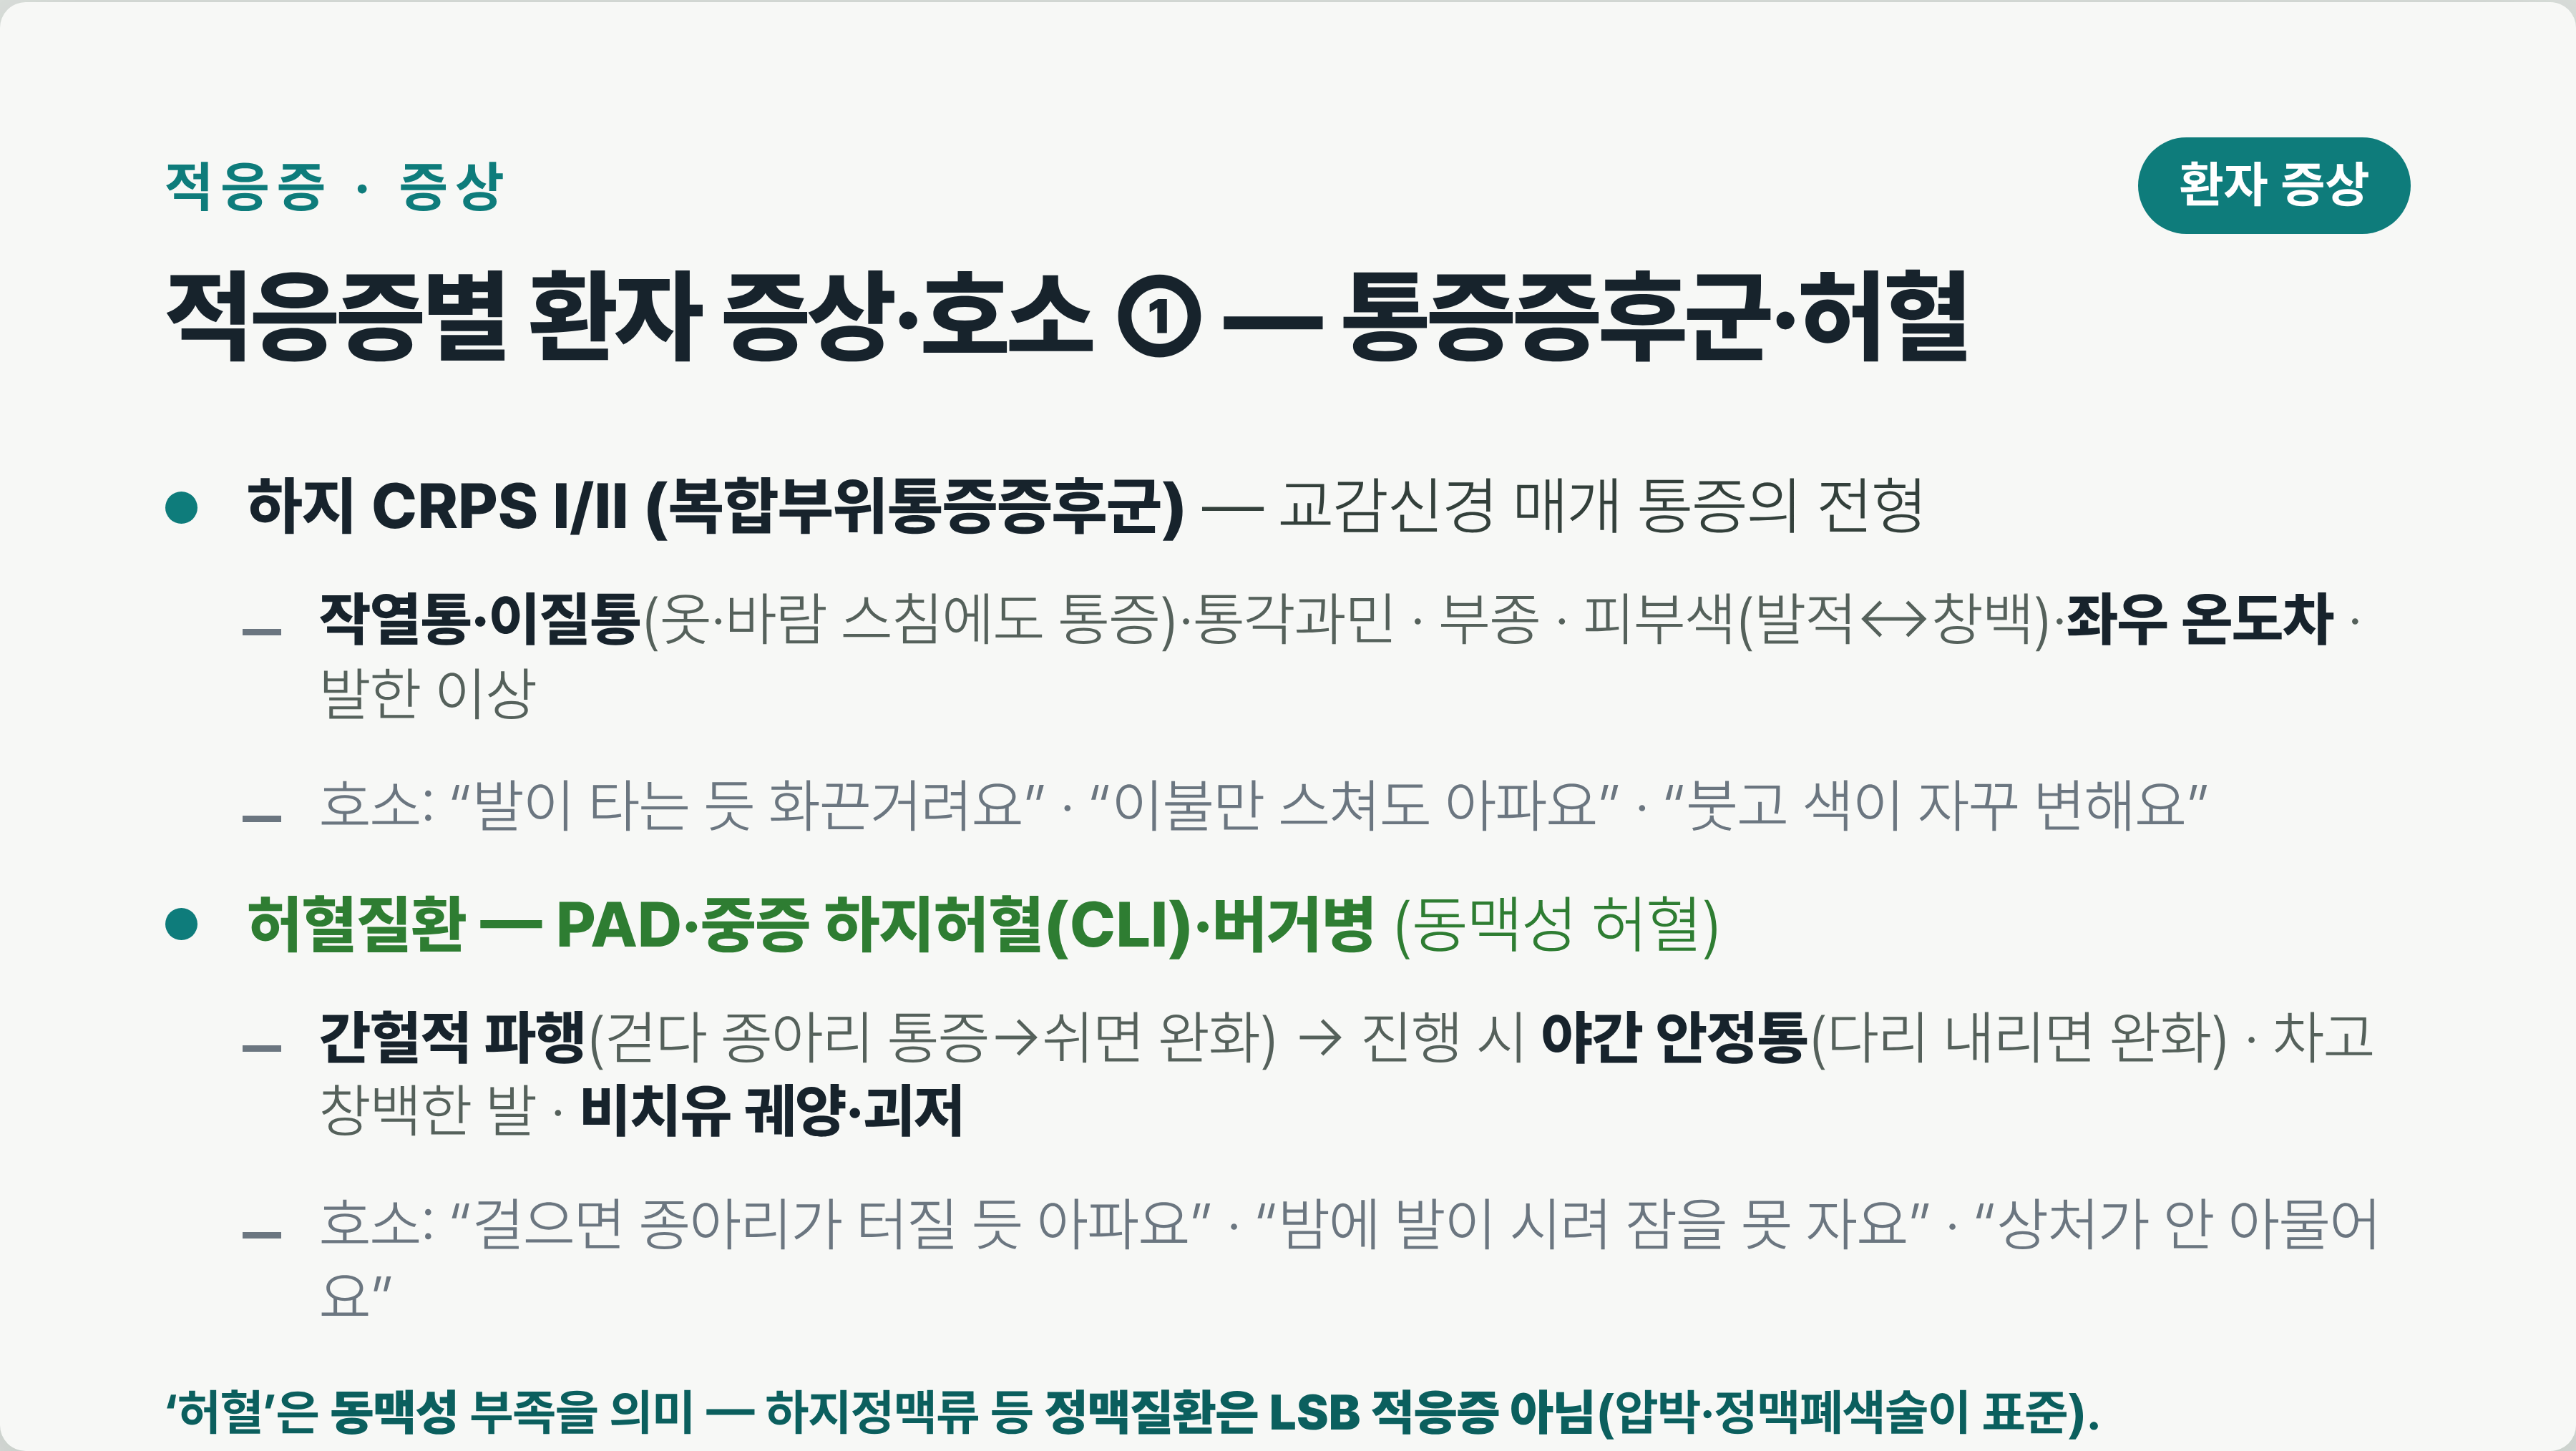 적응증 · 증상
환자 증상
적응증별 환자 증상·호소 ① — 통증증후군·허혈
하지 CRPS I/II (복합부위통증증후군) — 교감신경 매개 통증의 전형
작열통·이질통(옷·바람 스침에도 통증)·통각과민 · 부종 · 피부색(발적↔창백)·좌우 온도차 ·
발한 이상
호소: “발이 타는 듯 화끈거려요” · “이불만 스쳐도 아파요” · “붓고 색이 자꾸 변해요”
허혈질환 — PAD·중증 하지허혈(CLI)·버거병 (동맥성 허혈)
간헐적 파행(걷다 종아리 통증→쉬면 완화) → 진행 시 야간 안정통(다리 내리면 완화) · 차고
창백한 발 · 비치유 궤양·괴저
호소: “걸으면 종아리가 터질 듯 아파요” · “밤에 발이 시려 잠을 못 자요” · “상처가 안 아물어
요”
‘허혈’은 동맥성 부족을 의미 — 하지정맥류 등 정맥질환은 LSB 적응증 아님(압박·정맥폐색술이 표준).